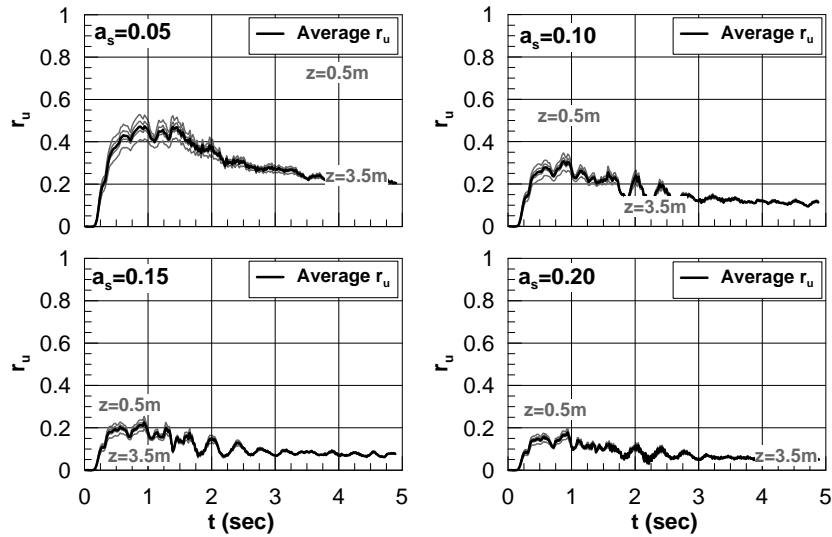 1
a_s=0.05
Average r_u
0.8
z=0.5m
0.6
r_u
0.4
z=3.5m
0.2
0
1
a_s=0.10
Average r_u
0.8
0.6
z=0.5m
r_u
0.4
0.2
z=3.5m
0
1
a_s=0.15
Average r_u
0.8
0.6
r_u
0.4
z=0.5m
0.2
z=3.5m
0
0 1 2 3 4 5
t (sec)
1
a_s=0.20
Average r_u
0.8
0.6
r_u
0.4
z=0.5m
0.2
z=3.5m
0
0 1 2 3 4 5
t (sec)